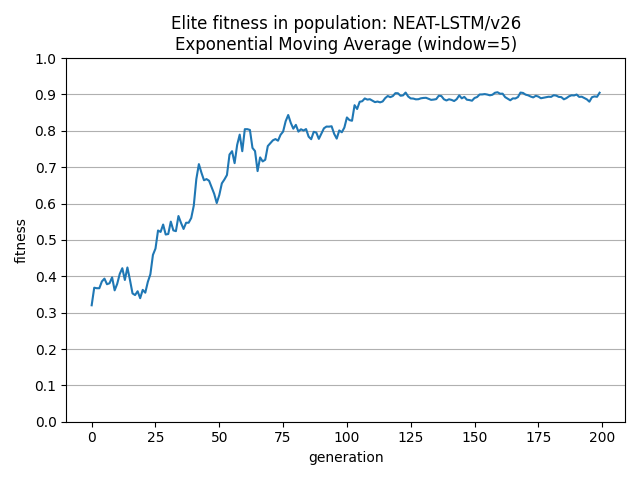 Elite fitness in population: NEAT-LSTM/v26
Exponential Moving Average (window=5)
1.0
0.9
0.8
0.7
0.6
0.5
0.4
0.3
0.2
0.1
0.0
fitness
0 25 50 75 100 125 150 175 200
generation